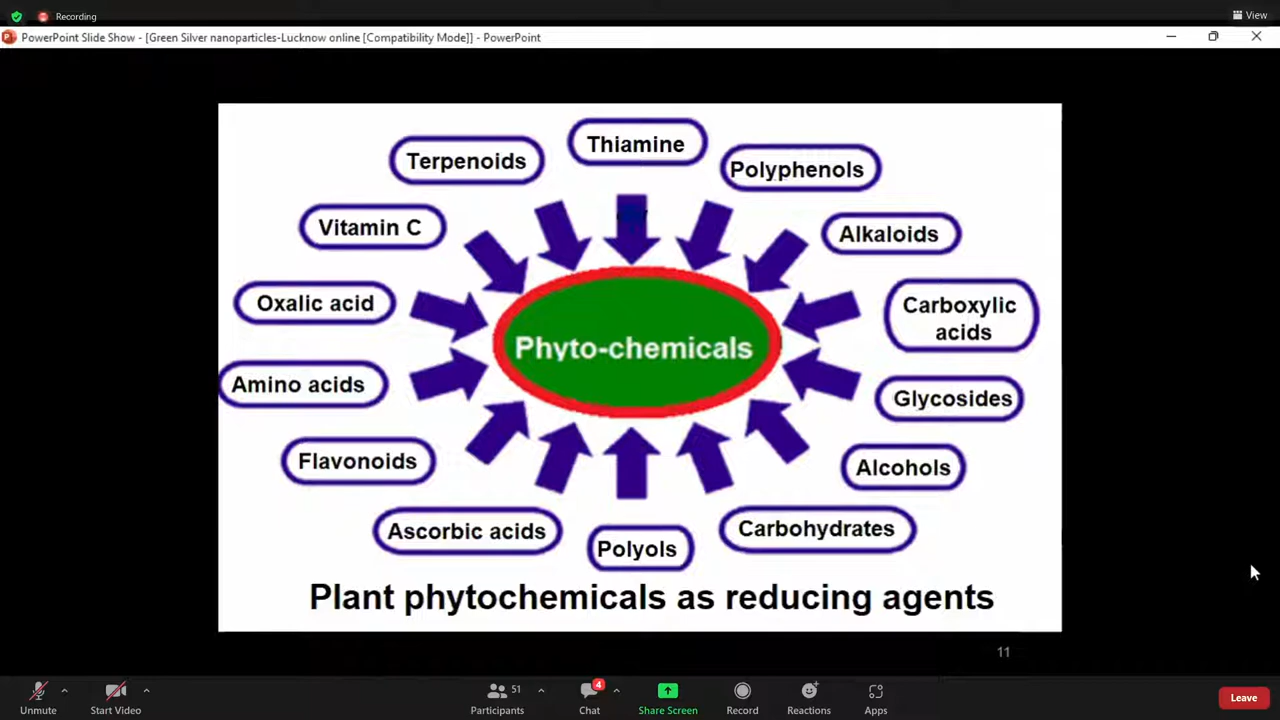 Recording
View
PowerPoint Slide Show - [Green Silver nanoparticles-Lucknow online [Compatibility Mode]] - PowerPoint
Thiamine
Terpenoids
Polyphenols
Vitamin C
Alkaloids
Oxalic acid
Carboxylic
acids
Phyto-chemicals
Amino acids
Glycosides
Flavonoids
Alcohols
Ascorbic acids
Polyols
Carbohydrates
Plant phytochemicals as reducing agents
11
51
4
Unmute
Start Video
Participants
Chat
Share Screen
Record
Reactions
Apps
Leave